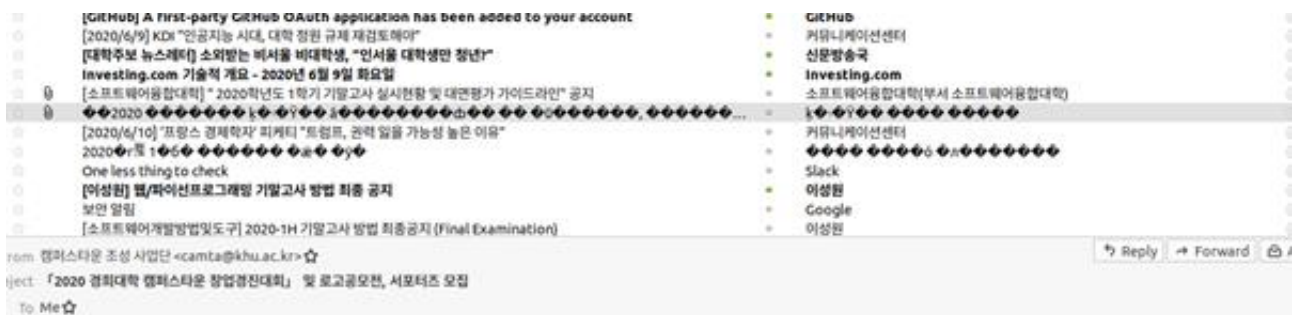 [GitHub] A first-party GitHub OAuth application has been added to your account GitHub
[2020/6/9] KDI "인공지능 시대, 대학 정원 규제 재검토해야" 커뮤니케이션센터
[대학주보 뉴스레터] 소외받는 비서울 비대학생, "인서울 대학생만 청년?" 신문방송국
Investing.com 기술적 개요 - 2020년 6월 9일 화요일 Investing.com
[소프트웨어융합대학] " 2020학년도 1학기 기말고사 실시현황 및 대면평가 가이드라인" 공지 소프트웨어융합대학(부서 소프트웨어융합대학)
��2020
[2020/6/10] '프랑스 경제학자' 피케티 "트럼프, 권력 잃을 가능성 높은 이유" 커뮤니케이션센터
2020
One less thing to check Slack
[이성원] 웹/파이선프로그래밍 기말고사 방법 최종 공지 이성원
보안 알림 Google
[소프트웨어개발방법및도구] 2020-1H 기말고사 방법 최종공지 (Final Examination) 이성원
rom 캠퍼스타운 조성 사업단 <camta@khu.ac.kr> Reply Forward A
ject 「2020 경희대학 캠퍼스타운 창업경진대회」 및 로고공모전, 서포터즈 모집
To Me